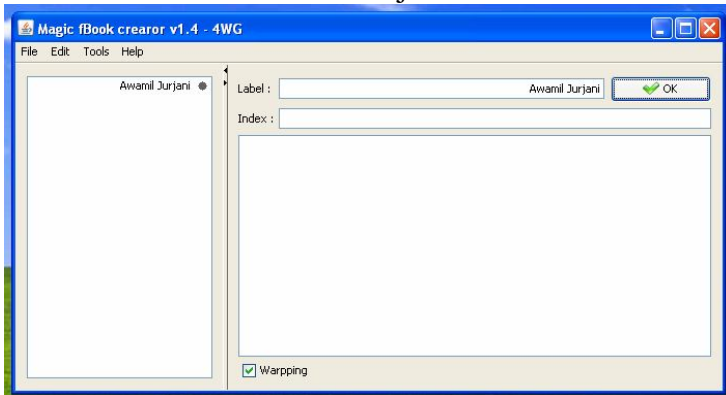 Magic fBook crearor v1.4 - 4WG
File Edit Tools Help
Awamil Jurjani
Label : Awamil Jurjani OK
Index :
Warpping